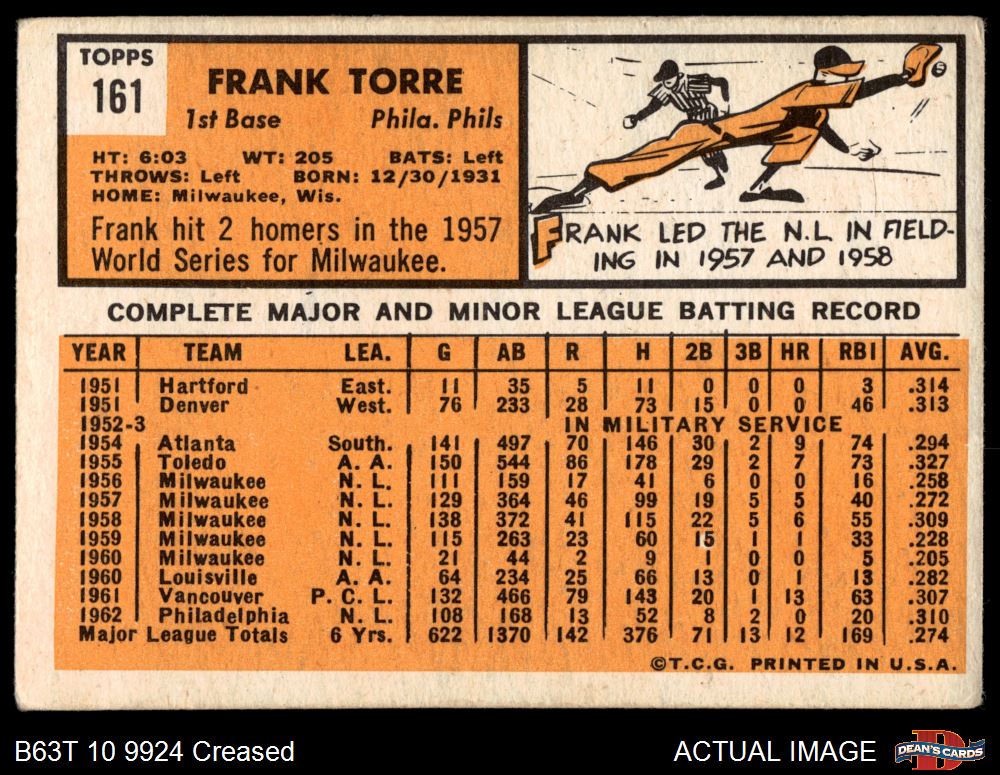 TOPPS
161
FRANK TORRE
1st Base Phila. Phils
HT: 6:03 WT: 205 BATS: Left
THROWS: Left BORN: 12/30/1931
HOME: Milwaukee, Wis.
Frank hit 2 homers in the 1957
World Series for Milwaukee.
FRANK LED THE N.L IN FIELD-
ING IN 1957 AND 1958
COMPLETE MAJOR AND MINOR LEAGUE BATTING RECORD
YEAR TEAM LEA. G AB R H 2B 3B HR RBI AVG.
1951 Hartford East. 11 35 5 11 0 0 0 3 .314
1951 Denver West. 76 233 28 73 15 0 0 46 .313
1952-3 IN MILITARY SERVICE
1954 Atlanta South. 141 497 70 146 30 2 9 74 .294
1955 Toledo A. A. 150 544 86 178 29 2 7 73 .327
1956 Milwaukee N. L. 111 159 17 41 6 0 0 16 .258
1957 Milwaukee N. L. 129 364 46 99 19 5 5 40 .272
1958 Milwaukee N. L. 138 372 41 115 22 5 6 55 .309
1959 Milwaukee N. L. 115 263 23 60 15 1 1 33 .228
1960 Milwaukee N. L. 21 44 2 9 1 0 0 5 .205
1960 Louisville A. A. 64 234 25 66 13 0 1 13 .282
1961 Vancouver P. C. L. 132 466 79 143 20 1 13 63 .307
1962 Philadelphia N. L. 108 168 13 52 8 2 0 20 .310
Major League Totals 6 Yrs. 622 1370 142 376 71 13 12 169 .274
©T.C.G. PRINTED IN U.S.A.
B63T 10 9924 Creased ACTUAL IMAGE
D
DEAN'S CARDS